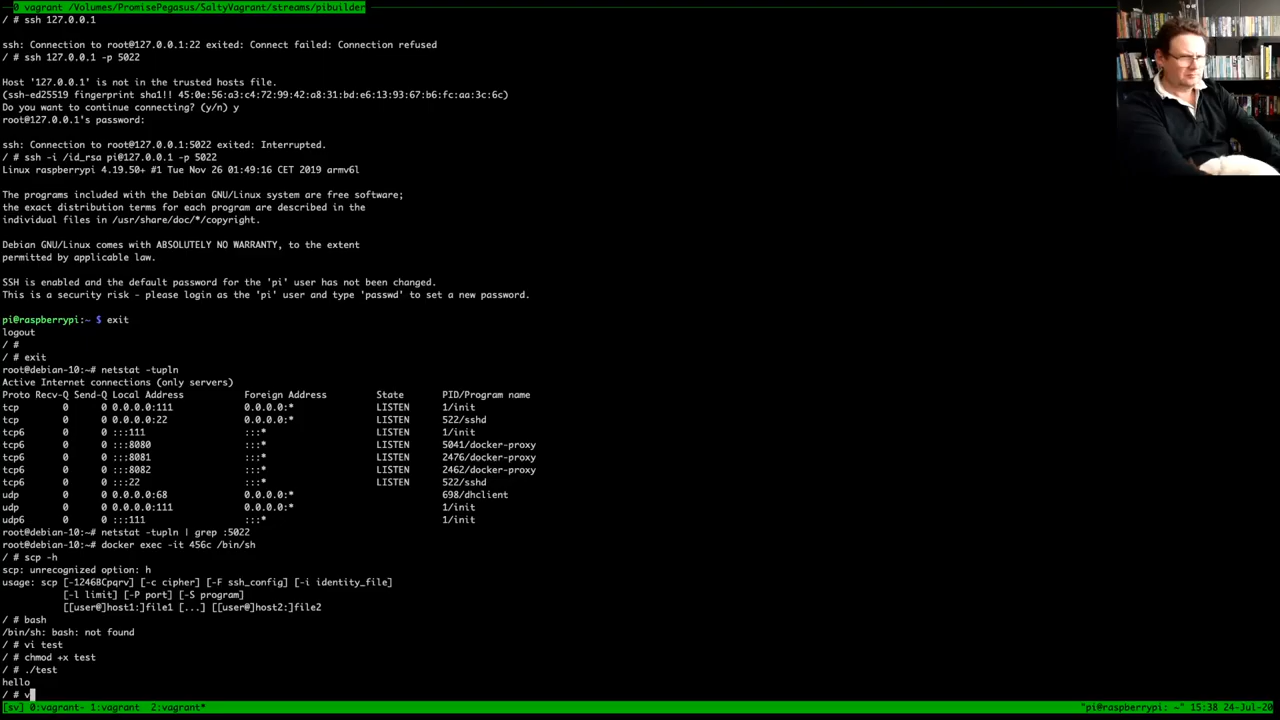 0 vagrant /Volumes/PromisePegasus/SaltyVagrant/streams/pibuilder
/ # ssh 127.0.0.1
ssh: Connection to root@127.0.0.1:22 exited: Connect failed: Connection refused
/ # ssh 127.0.0.1 -p 5022
Host '127.0.0.1' is not in the trusted hosts file.
(ssh-ed25519 fingerprint sha1!! 45:0e:56:a3:c4:72:99:42:a8:31:bd:e6:13:93:67:b6:fc:aa:3c:6c)
Do you want to continue connecting? (y/n) y
root@127.0.0.1's password:
ssh: Connection to root@127.0.0.1:5022 exited: Interrupted.
/ # ssh -i /id_rsa pi@127.0.0.1 -p 5022
Linux raspberrypi 4.19.50+ #1 Tue Nov 26 01:49:16 CET 2019 armv6l
The programs included with the Debian GNU/Linux system are free software;
the exact distribution terms for each program are described in the
individual files in /usr/share/doc/*/copyright.
Debian GNU/Linux comes with ABSOLUTELY NO WARRANTY, to the extent
permitted by applicable law.
SSH is enabled and the default password for the 'pi' user has not been changed.
This is a security risk - please login as the 'pi' user and type 'passwd' to set a new password.
pi@raspberrypi:~ $ exit
logout
/ #
/ # exit
root@debian-10:~# netstat -tupln
Active Internet connections (only servers)
Proto Recv-Q Send-Q Local Address Foreign Address State PID/Program name
tcp 0 0 0.0.0.0:111 0.0.0.0:* LISTEN 1/init
tcp 0 0 0.0.0.0:22 0.0.0.0:* LISTEN 522/sshd
tcp6 0 0 :::111 :::* LISTEN 1/init
tcp6 0 0 :::8080 :::* LISTEN 5041/docker-proxy
tcp6 0 0 :::8081 :::* LISTEN 2476/docker-proxy
tcp6 0 0 :::8082 :::* LISTEN 2462/docker-proxy
tcp6 0 0 :::22 :::* LISTEN 522/sshd
udp 0 0 0.0.0.0:68 0.0.0.0:* 698/dhclient
udp 0 0 0.0.0.0:111 0.0.0.0:* 1/init
udp6 0 0 :::111 :::* 1/init
root@debian-10:~# netstat -tupln | grep :5022
root@debian-10:~# docker exec -it 456c /bin/sh
/ # scp -h
scp: unrecognized option: h
usage: scp [-12468Cpqrv] [-c cipher] [-F ssh_config] [-i identity_file]
[-l limit] [-P port] [-S program]
[[user@]host1:]file1 [...] [[user@]host2:]file2
/ # bash
/bin/sh: bash: not found
/ # vi test
/ # chmod +x test
/ # ./test
hello
/ # v
[sv] 0:vagrant- 1:vagrant 2:vagrant* "pi@raspberrypi: ~" 15:38 24-Jul-20